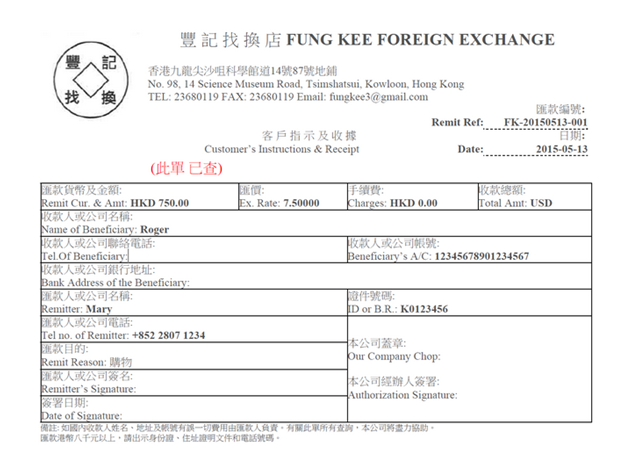 豐記找換店 FUNG KEE FOREIGN EXCHANGE
豐 記
找 換
香港九龍尖沙咀科學館道14號87號地鋪
No. 98, 14 Science Museum Road, Tsimshatsui, Kowloon, Hong Kong
TEL: 23680119 FAX: 23680119 Email: fungkee3@gmail.com
匯款編號:
Remit Ref: FK-20150513-001
客戶指示及收據 日期:
Customer's Instructions & Receipt Date: 2015-05-13
(此單 已查)
匯款貨幣及金額: 匯價: 手續費: 收款總額:
Remit Cur. & Amt: HKD 750.00 Ex. Rate: 7.50000 Charges: HKD 0.00 Total Amt: USD
收款人或公司名稱:
Name of Beneficiary: Roger
收款人或公司聯絡電話: 收款人或公司帳號:
Tel.Of Beneficiary: Beneficiary's A/C: 12345678901234567
收款人或公司銀行地址:
Bank Address of the Beneficiary:
匯款人或公司名稱: 證件號碼:
Remitter: Mary ID or B.R.: K0123456
匯款人或公司電話:
Tel no. of Remitter: +852 2807 1234
匯款目的: 本公司蓋章:
Remit Reason: 購物 Our Company Chop:
匯款人或公司簽名: 本公司經辦人簽署:
Remitter's Signature: Authorization Signature:
簽署日期:
Date of Signature:
備註: 如國內收款人姓名，地址及帳號有誤一切費用由匯款人負責。有關此單所有查詢，本公司將盡力協助。
匯款港幣八千元以上，請出示身份證、住址證明文件和電話號碼。